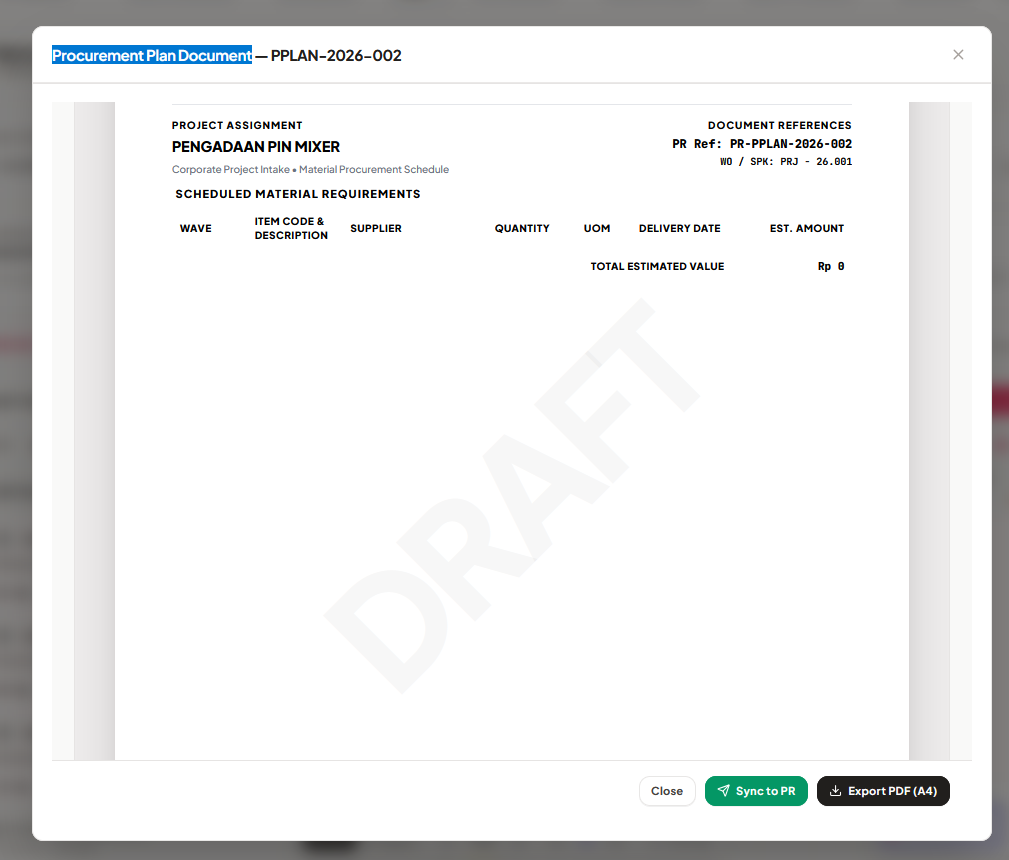 Procurement Plan Document — PPLAN-2026-002
PROJECT ASSIGNMENT
PENGADAAN PIN MIXER
Corporate Project Intake • Material Procurement Schedule
DOCUMENT REFERENCES
PR Ref: PR-PPLAN-2026-002
WO / SPK: PRJ - 26.001
SCHEDULED MATERIAL REQUIREMENTS
WAVE ITEM CODE & DESCRIPTION SUPPLIER QUANTITY UOM DELIVERY DATE EST. AMOUNT
TOTAL ESTIMATED VALUE Rp 0
DRAFT
Close Sync to PR Export PDF (A4)